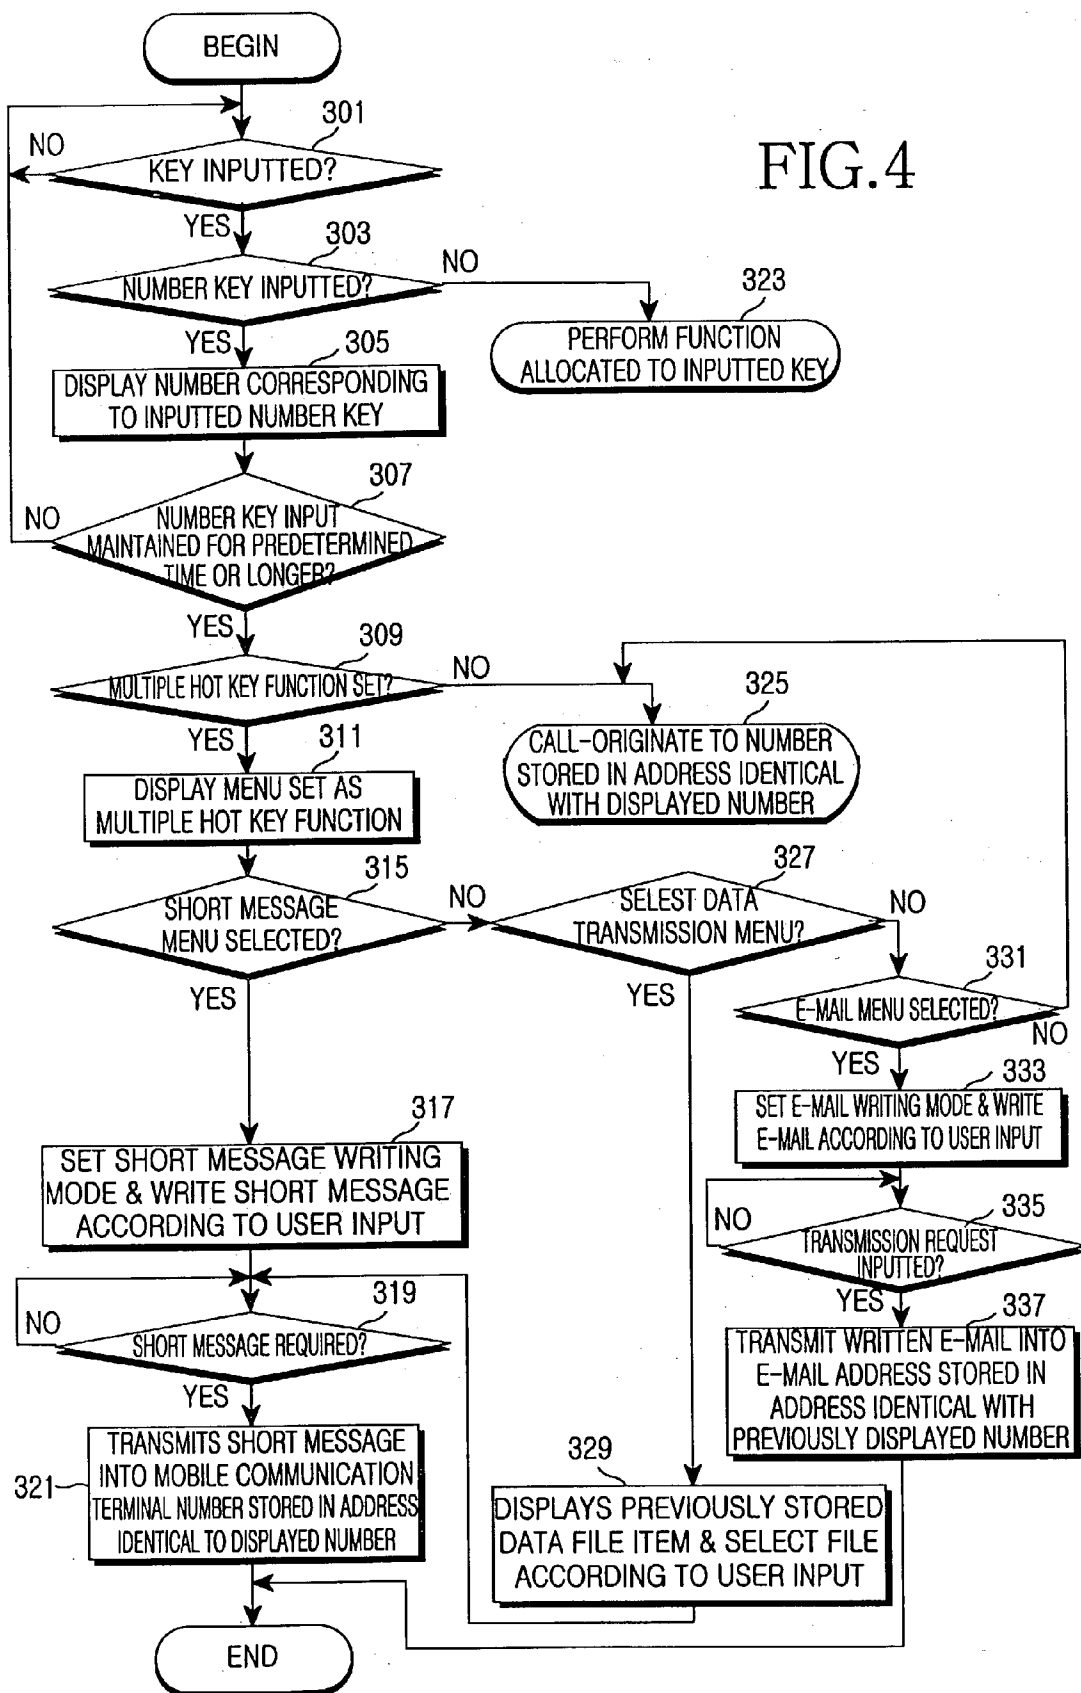 BEGIN
FIG.4
301
NO
KEY INPUTTED?
YES
303
NO
NUMBER KEY INPUTTED?
323
YES
305
PERFORM FUNCTION
ALLOCATED TO INPUTTED KEY
DISPLAY NUMBER CORRESPONDING
TO INPUTTED NUMBER KEY
307
NO
NUMBER KEY INPUT
MAINTAINED FOR PREDETERMINED
TIME OR LONGER?
YES
309
NO
MULTIPLE HOT KEY FUNCTION SET?
325
YES
311
CALL-ORIGINATE TO NUMBER
STORED IN ADDRESS IDENTICAL
WITH DISPLAYED NUMBER
DISPLAY MENU SET AS
MULTIPLE HOT KEY FUNCTION
315
327
NO
SHORT MESSAGE
MENU SELECTED?
SELEST DATA
TRANSMISSION MENU?
NO
YES
YES
331
E-MAIL MENU SELECTED?
NO
YES
333
SET E-MAIL WRITING MODE & WRITE
E-MAIL ACCORDING TO USER INPUT
317
SET SHORT MESSAGE WRITING
MODE & WRITE SHORT MESSAGE
ACCORDING TO USER INPUT
335
NO
TRANSMISSION REQUEST
INPUTTED?
YES
319
NO
SHORT MESSAGE REQUIRED?
YES
337
TRANSMIT WRITTEN E-MAIL INTO
E-MAIL ADDRESS STORED IN
ADDRESS IDENTICAL WITH
PREVIOUSLY DISPLAYED NUMBER
321
TRANSMITS SHORT MESSAGE
INTO MOBILE COMMUNICATION
TERMINAL NUMBER STORED IN ADDRESS
IDENTICAL TO DISPLAYED NUMBER
329
DISPLAYS PREVIOUSLY STORED
DATA FILE ITEM & SELECT FILE
ACCORDING TO USER INPUT
END